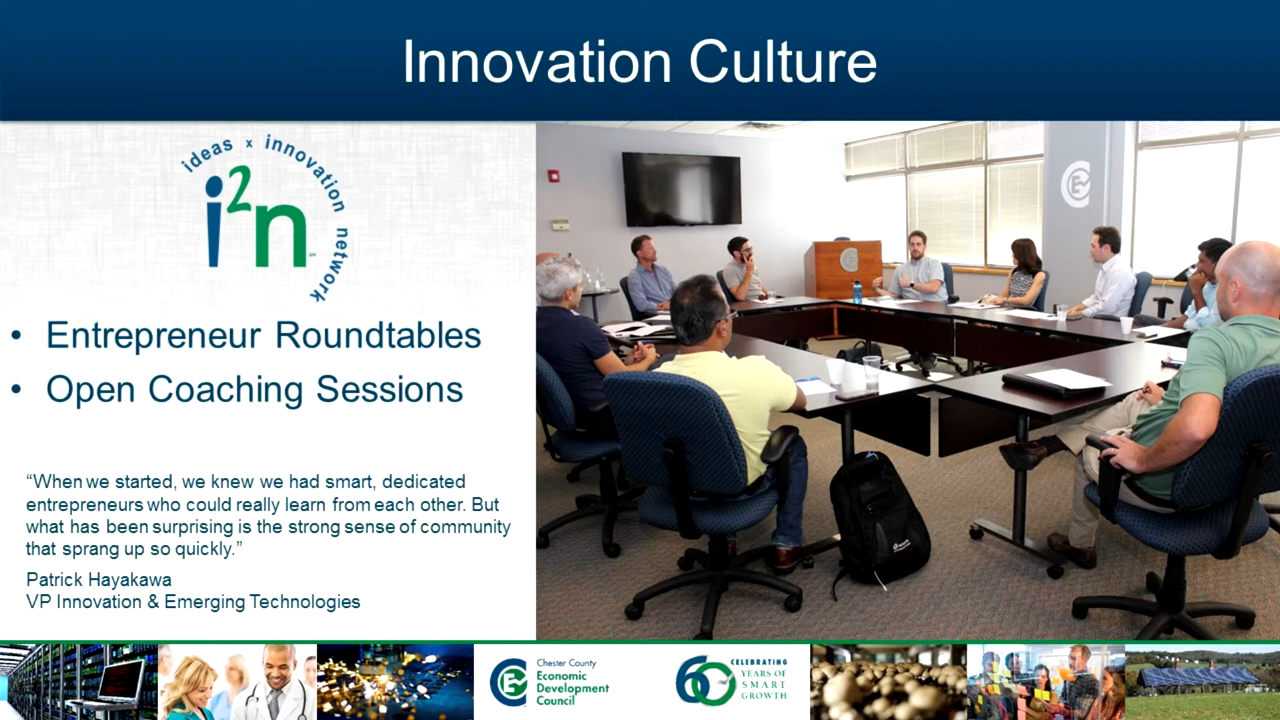 Innovation Culture
ideas x innovation network
i²n
• Entrepreneur Roundtables
• Open Coaching Sessions
“When we started, we knew we had smart, dedicated
entrepreneurs who could really learn from each other. But
what has been surprising is the strong sense of community
that sprang up so quickly.”
Patrick Hayakawa
VP Innovation & Emerging Technologies
Chester County
Economic
Development
Council
60
CELEBRATING
YEARS OF
SMART
GROWTH